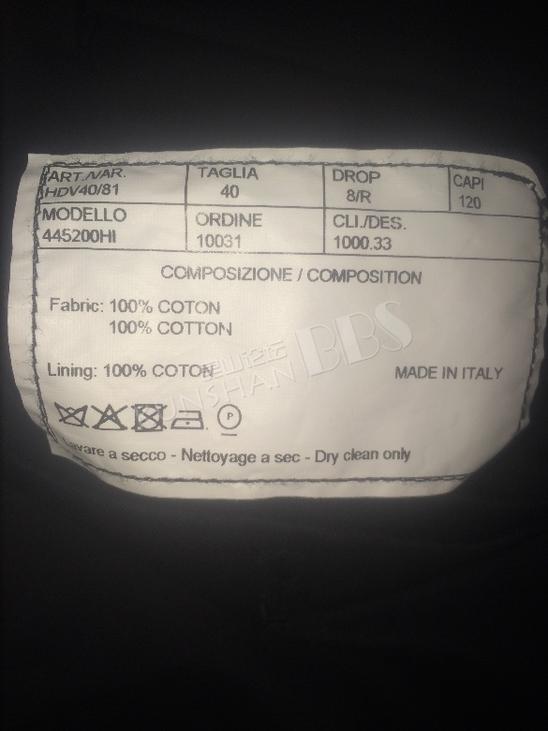 ART./VAR. TAGLIA DROP CAPI
HDV40/81 40 8/R 120
MODELLO ORDINE CLI./DES.
445200HI 10031 1000.33
COMPOSIZIONE / COMPOSITION
Fabric: 100% COTON
100% COTTON
Lining: 100% COTON
MADE IN ITALY
P
Lavare a secco - Nettoyage a sec - Dry clean only
BBS